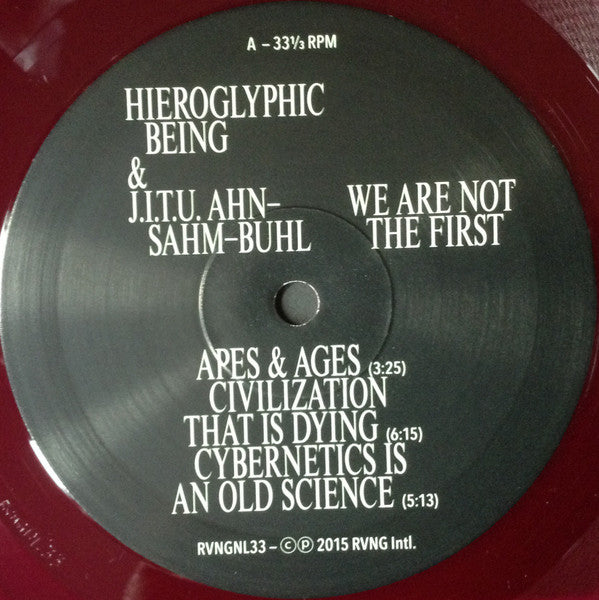 A – 33⅓ RPM
HIEROGLYPHIC
BEING
&
J.I.T.U. AHN–
SAHM–BUHL
WE ARE NOT
THE FIRST
APES & AGES (3:25)
CIVILIZATION
THAT IS DYING (6:15)
CYBERNETICS IS
AN OLD SCIENCE (5:13)
RVNGNL33 – ⓒⓟ 2015 RVNG Intl.